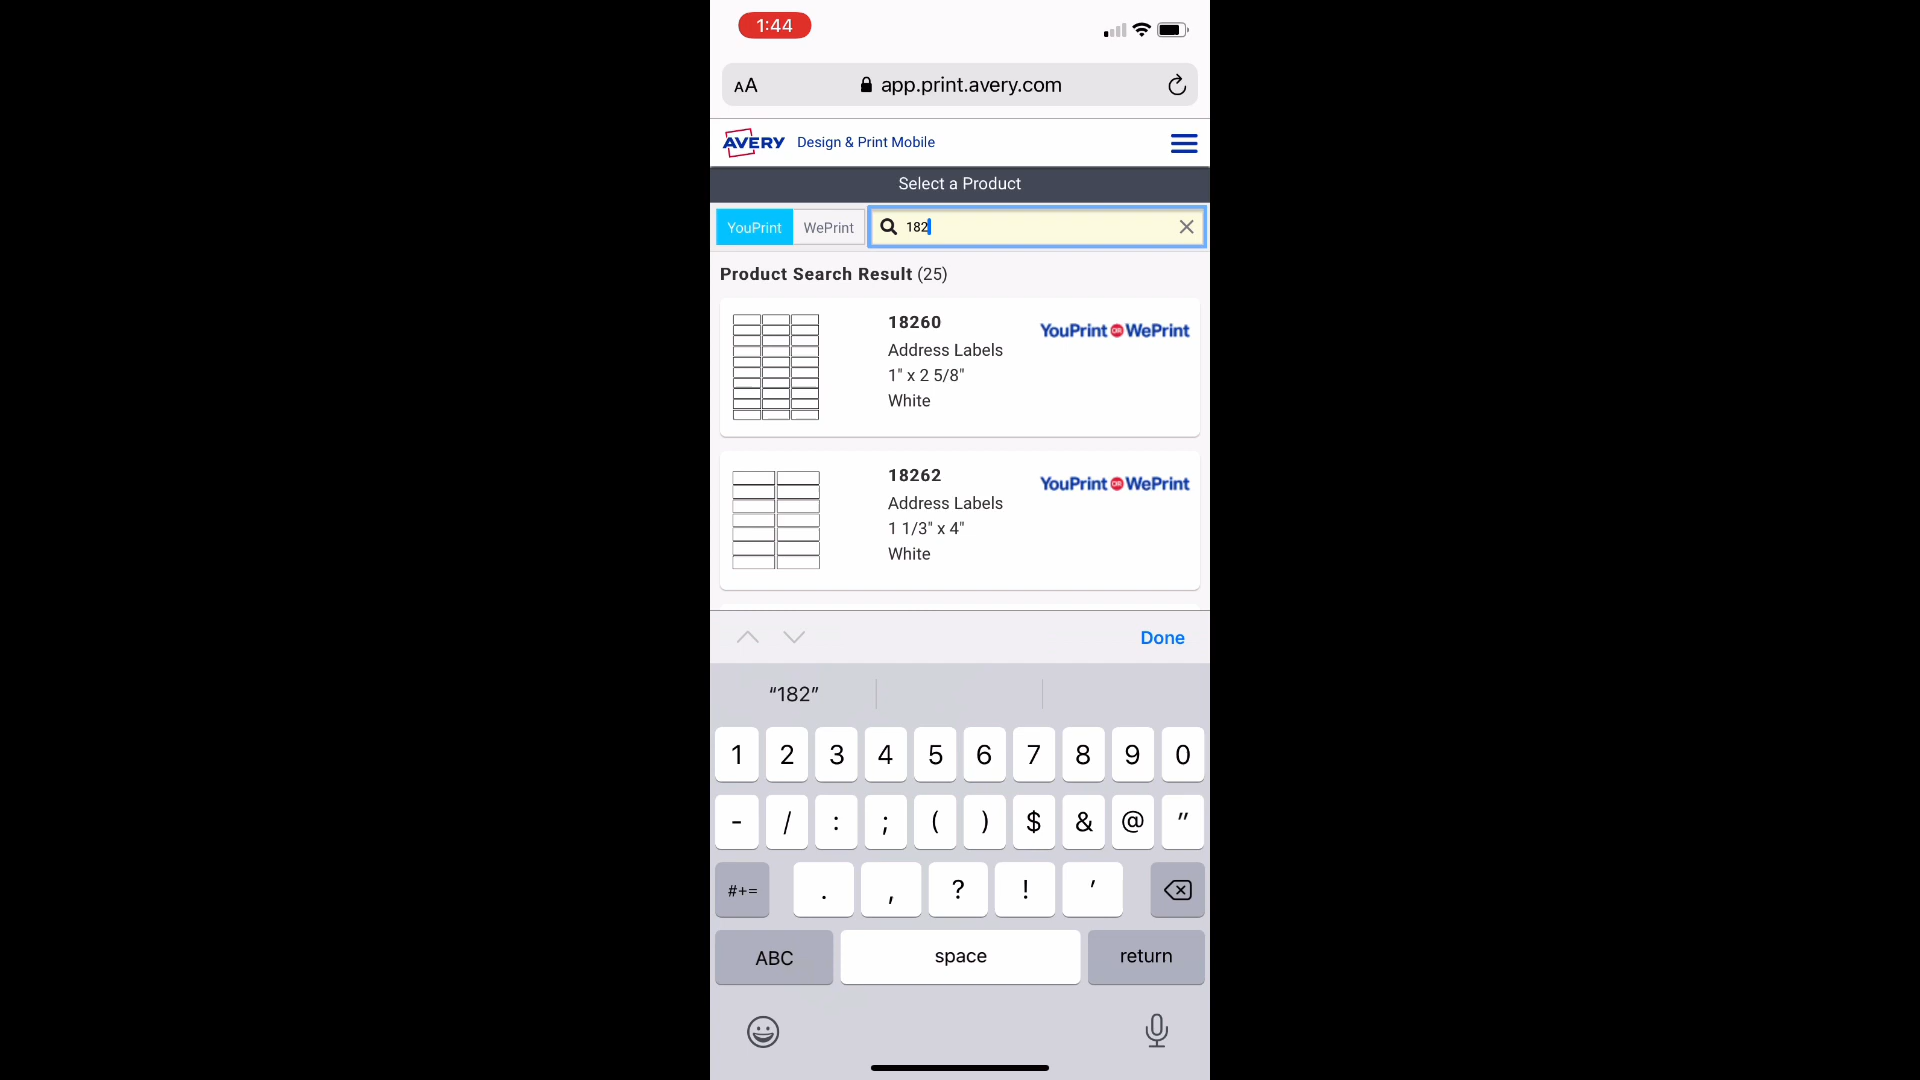 1:44
AA app.print.avery.com
AVERY Design & Print Mobile
Select a Product
YouPrint WePrint 182
Product Search Result (25)
18260 YouPrint OR WePrint
Address Labels
1" x 2 5/8"
White
18262 YouPrint OR WePrint
Address Labels
1 1/3" x 4"
White
Done
“182”
1 2 3 4 5 6 7 8 9 0
- / : ; ( ) $ & @ "
#+= . , ? ! '
ABC space return